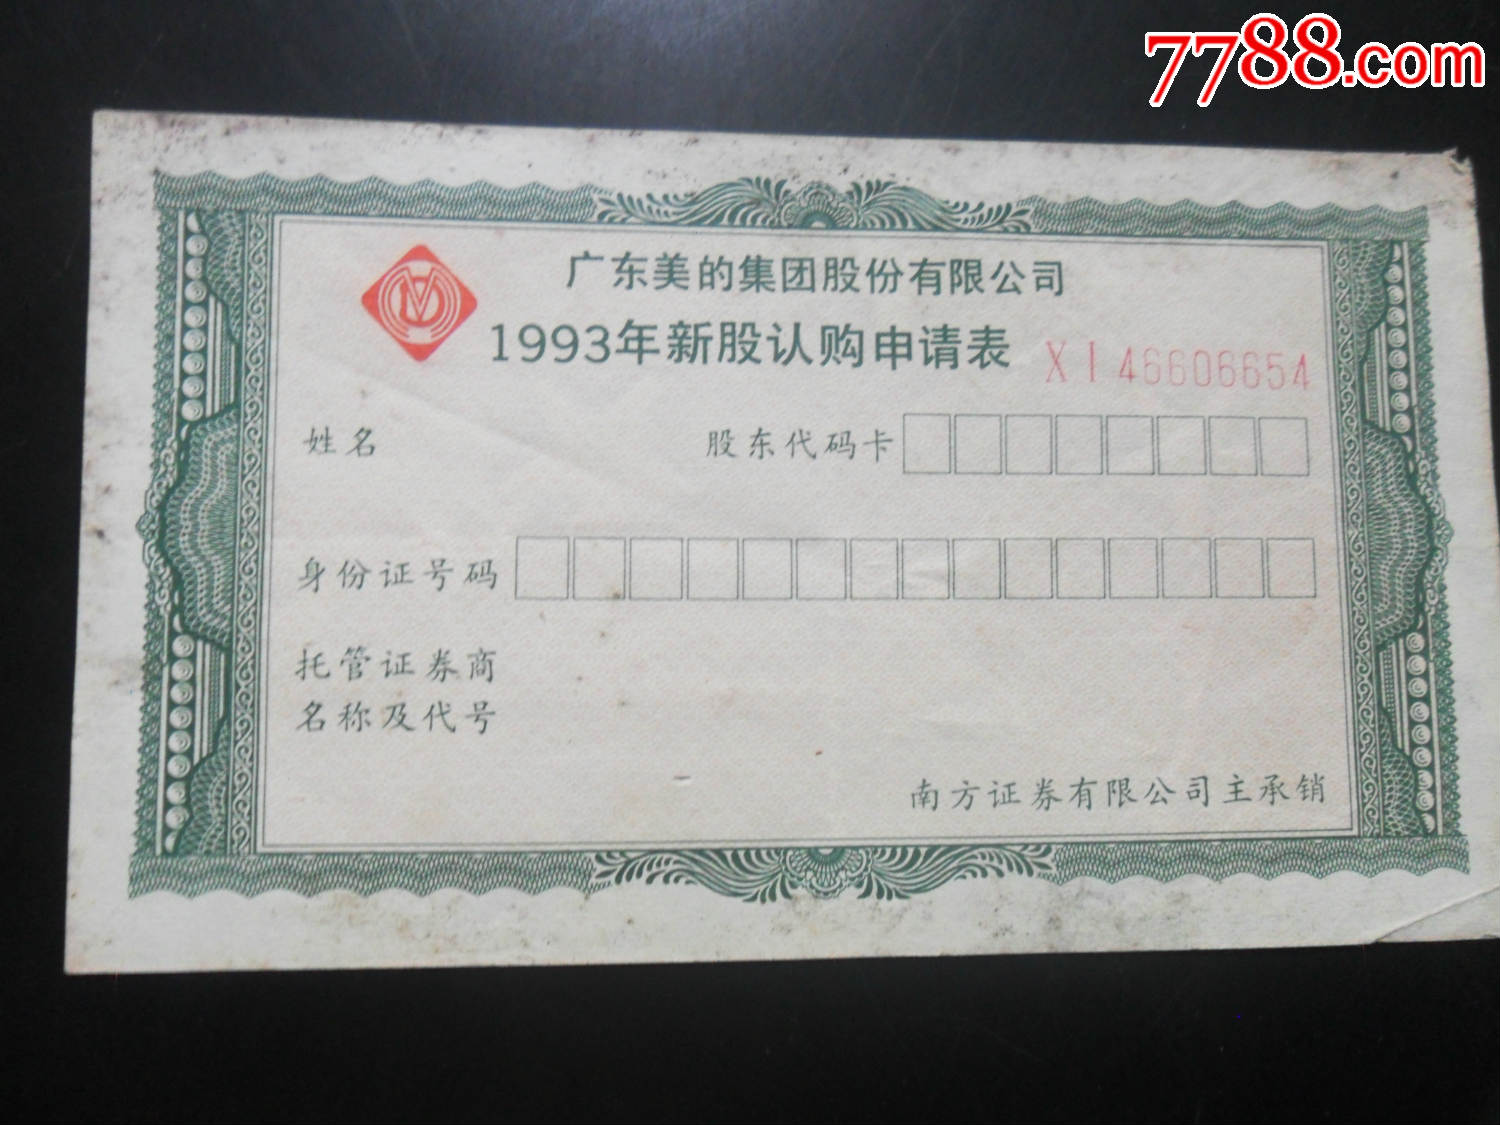 7788.com
广东美的集团股份有限公司
1993年新股认购申请表 XI46606654
姓名 股东代码卡
身份证号码
托管证券商
名称及代号
南方证券有限公司主承销